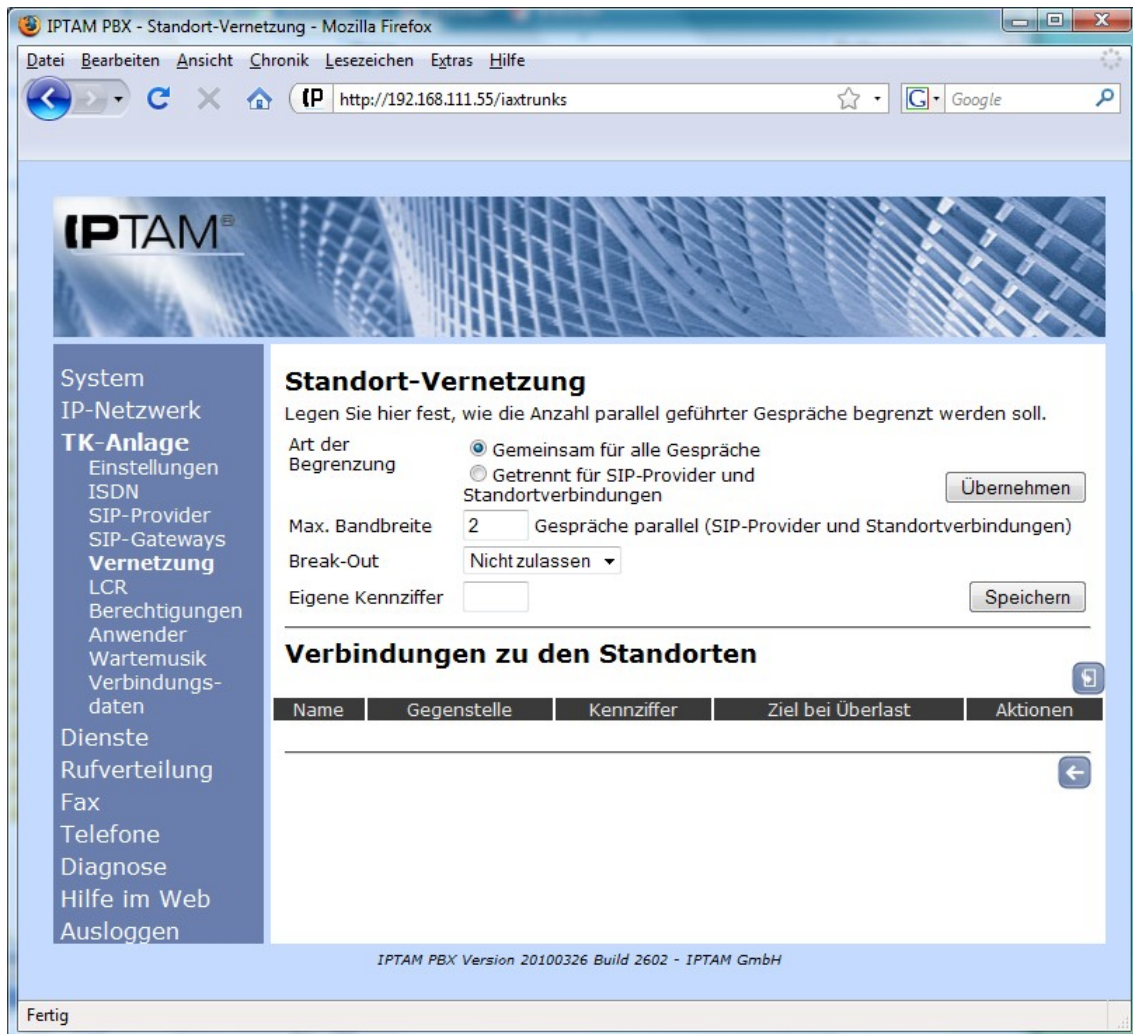 IPTAM PBX - Standort-Vernetzung - Mozilla Firefox
Datei Bearbeiten Ansicht Chronik Lesezeichen Extras Hilfe
http://192.168.111.55/iaxtrunks
Google
IPTAM®
System
IP-Netzwerk
TK-Anlage
Einstellungen
ISDN
SIP-Provider
SIP-Gateways
Vernetzung
LCR
Berechtigungen
Anwender
Wartemusik
Verbindungs-
daten
Dienste
Rufverteilung
Fax
Telefone
Diagnose
Hilfe im Web
Ausloggen
Standort-Vernetzung
Legen Sie hier fest, wie die Anzahl parallel geführter Gespräche begrenzt werden soll.
Art der
Begrenzung
Gemeinsam für alle Gespräche
Getrennt für SIP-Provider und
Standortverbindungen
Übernehmen
Max. Bandbreite 2 Gespräche parallel (SIP-Provider und Standortverbindungen)
Break-Out Nicht zulassen
Eigene Kennziffer Speichern
Verbindungen zu den Standorten
Name Gegenstelle Kennziffer Ziel bei Überlast Aktionen
IPTAM PBX Version 20100326 Build 2602 - IPTAM GmbH
Fertig